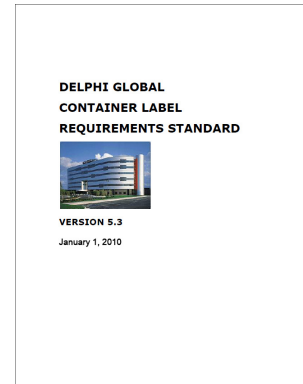 DELPHI GLOBAL
CONTAINER LABEL
REQUIREMENTS STANDARD
VERSION 5.3
January 1, 2010